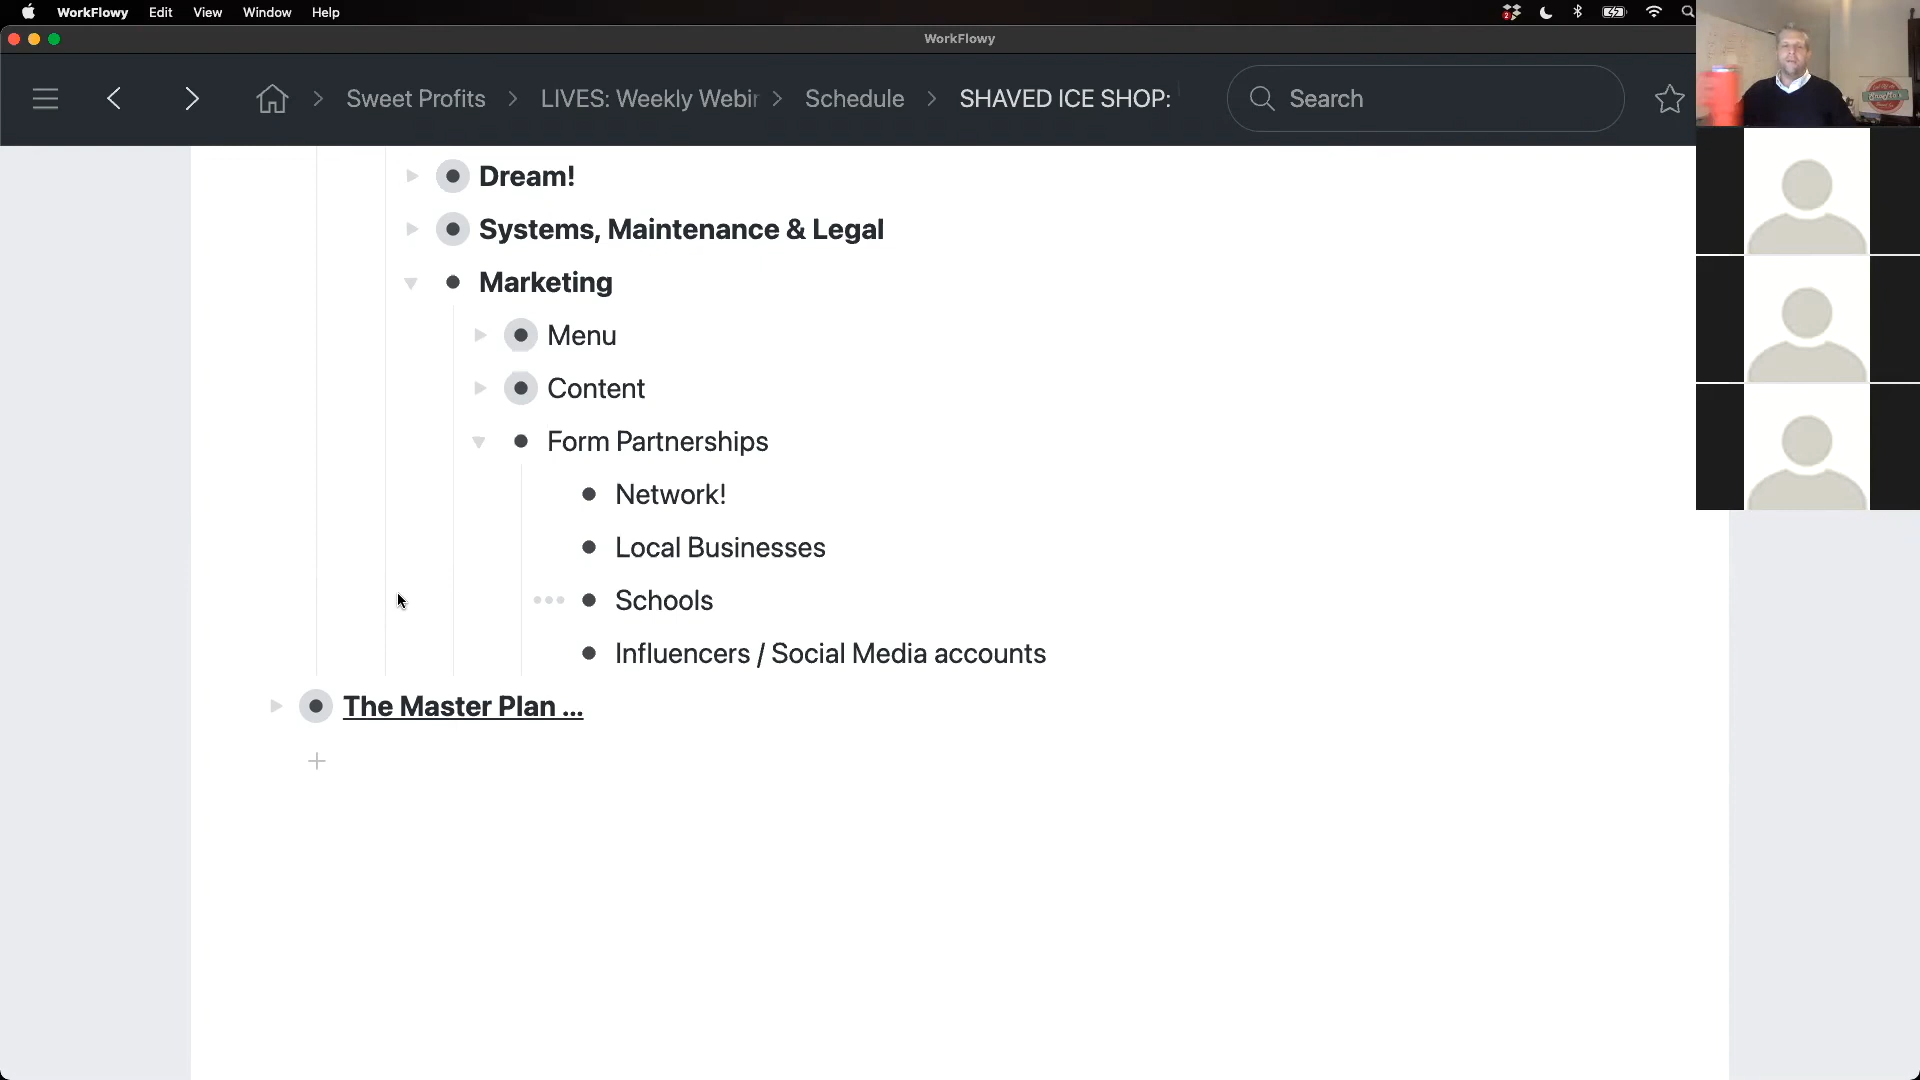 WorkFlowy Edit View Window Help
WorkFlowy
Sweet Profits LIVES: Weekly Webir Schedule SHAVED ICE SHOP: Search
Dream!
Systems, Maintenance & Legal
Marketing
Menu
Content
Form Partnerships
Network!
Local Businesses
Schools
Influencers / Social Media accounts
The Master Plan ...